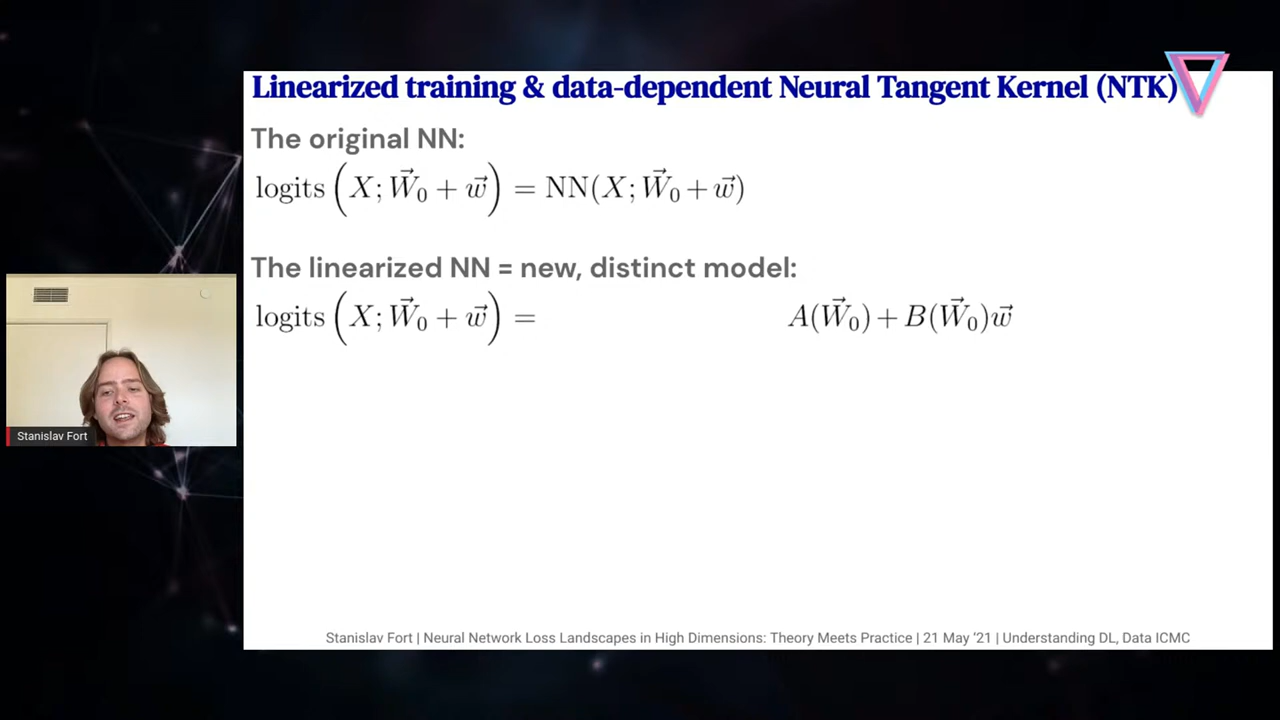 Linearized training & data-dependent Neural Tangent Kernel (NTK)
The original NN:
logits (X; W⃗₀ + w⃗) = NN(X; W⃗₀ + w⃗)
The linearized NN = new, distinct model:
logits (X; W⃗₀ + w⃗) = A(W⃗₀) + B(W⃗₀)w⃗
Stanislav Fort
Stanislav Fort | Neural Network Loss Landscapes in High Dimensions: Theory Meets Practice | 21 May '21 | Understanding DL, Data ICMC